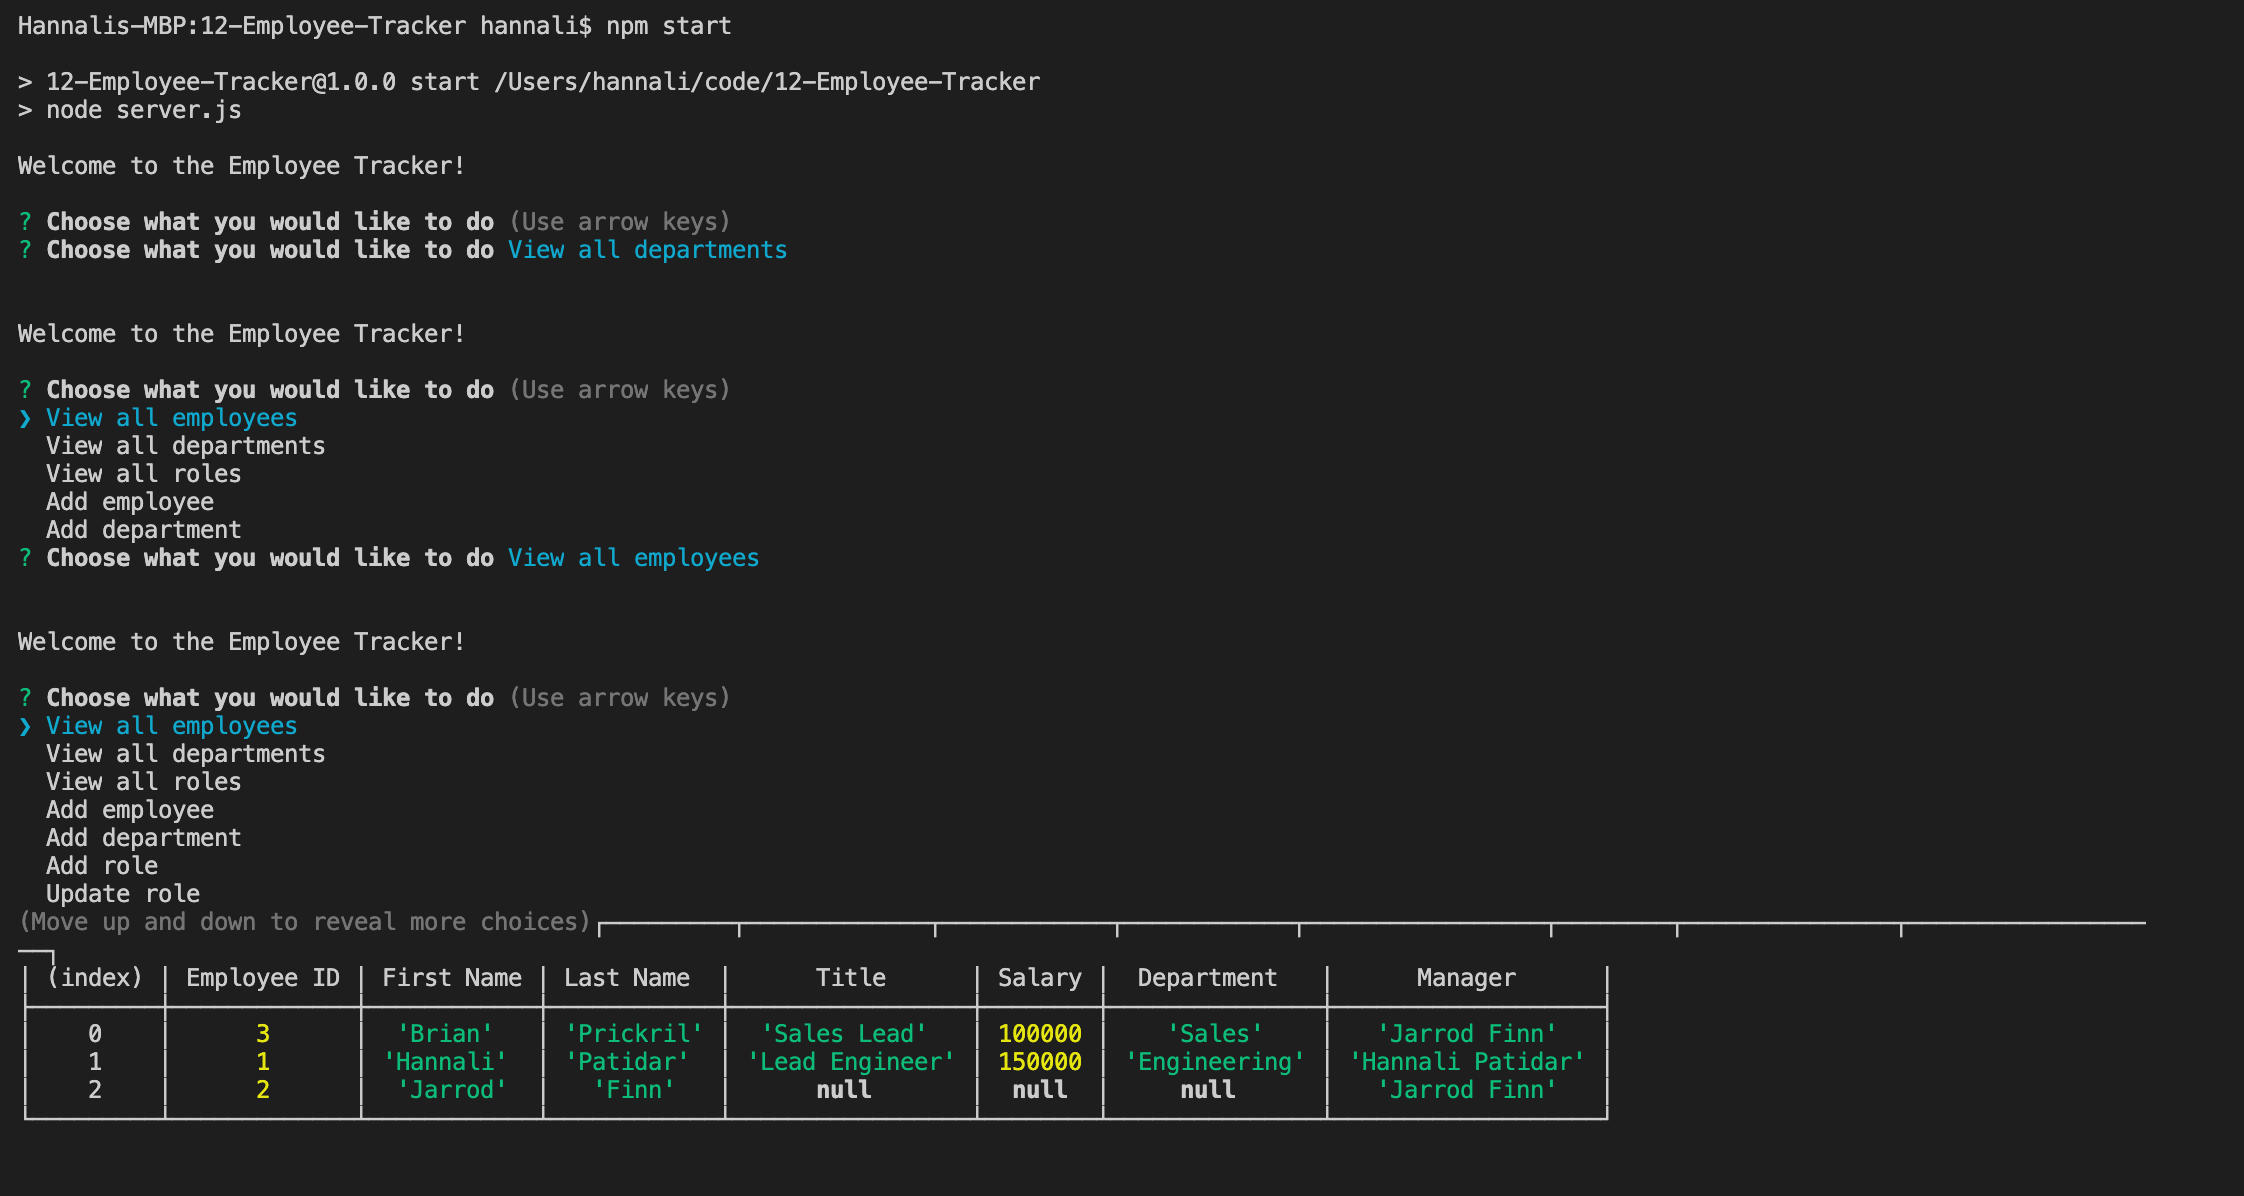 Hannalis-MBP:12-Employee-Tracker hannali$ npm start
> 12-Employee-Tracker@1.0.0 start /Users/hannali/code/12-Employee-Tracker
> node server.js
Welcome to the Employee Tracker!
? Choose what you would like to do (Use arrow keys)
? Choose what you would like to do View all departments
Welcome to the Employee Tracker!
? Choose what you would like to do (Use arrow keys)
❯ View all employees
View all departments
View all roles
Add employee
Add department
? Choose what you would like to do View all employees
Welcome to the Employee Tracker!
? Choose what you would like to do (Use arrow keys)
❯ View all employees
View all departments
View all roles
Add employee
Add department
Add role
Update role
(Move up and down to reveal more choices)
(index) Employee ID First Name Last Name Title Salary Department Manager
0 3 'Brian' 'Prickril' 'Sales Lead' 100000 'Sales' 'Jarrod Finn'
1 1 'Hannali' 'Patidar' 'Lead Engineer' 150000 'Engineering' 'Hannali Patidar'
2 2 'Jarrod' 'Finn' null null null 'Jarrod Finn'